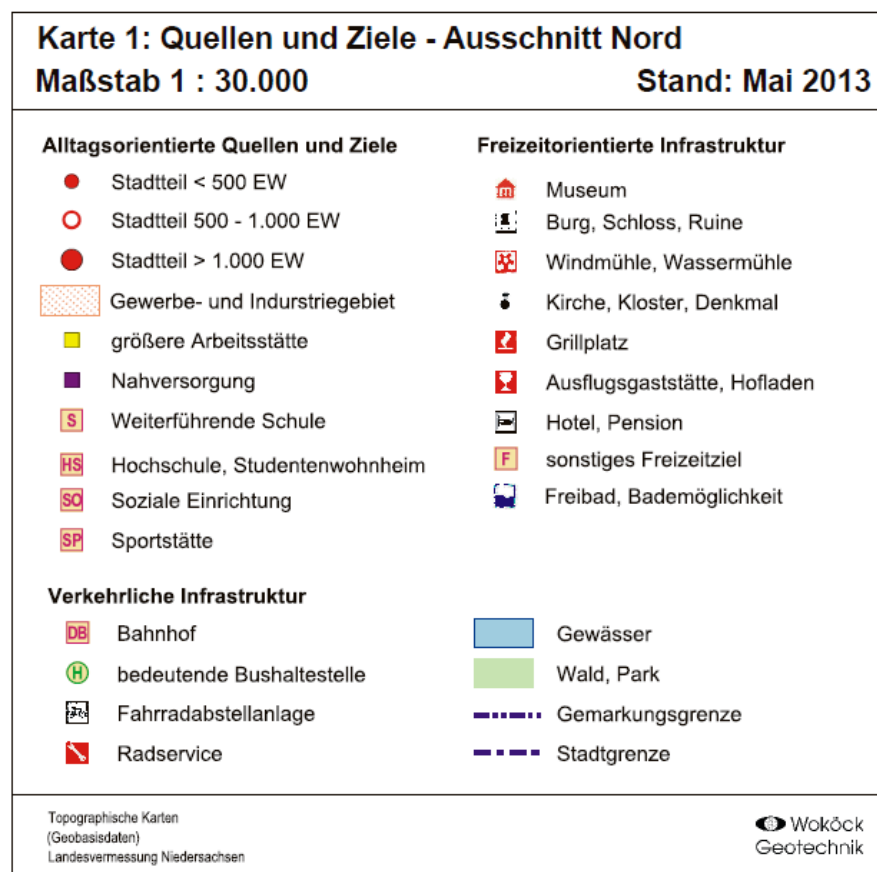 Karte 1: Quellen und Ziele - Ausschnitt Nord
Maßstab 1 : 30.000 Stand: Mai 2013
Alltagsorientierte Quellen und Ziele
Stadtteil < 500 EW
Stadtteil 500 - 1.000 EW
Stadtteil > 1.000 EW
Gewerbe- und Indurstriegebiet
größere Arbeitsstätte
Nahversorgung
S Weiterführende Schule
HS Hochschule, Studentenwohnheim
SO Soziale Einrichtung
SP Sportstätte
Freizeitorientierte Infrastruktur
Museum
Burg, Schloss, Ruine
Windmühle, Wassermühle
Kirche, Kloster, Denkmal
Grillplatz
Ausflugsgaststätte, Hofladen
Hotel, Pension
F sonstiges Freizeitziel
Freibad, Bademöglichkeit
Verkehrliche Infrastruktur
DB Bahnhof
H bedeutende Bushaltestelle
Fahrradabstellanlage
Radservice
Gewässer
Wald, Park
Gemarkungsgrenze
Stadtgrenze
Topographische Karten
(Geobasisdaten)
Landesvermessung Niedersachsen
Woköck
Geotechnik